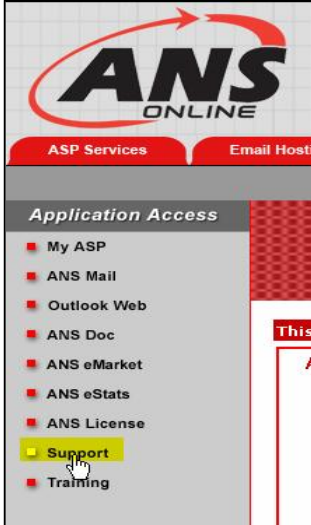 ANS
ONLINE
ASP Services
Email Hosti
Application Access
My ASP
ANS Mail
Outlook Web
ANS Doc
ANS eMarket
ANS eStats
ANS License
Support
Training
This
A